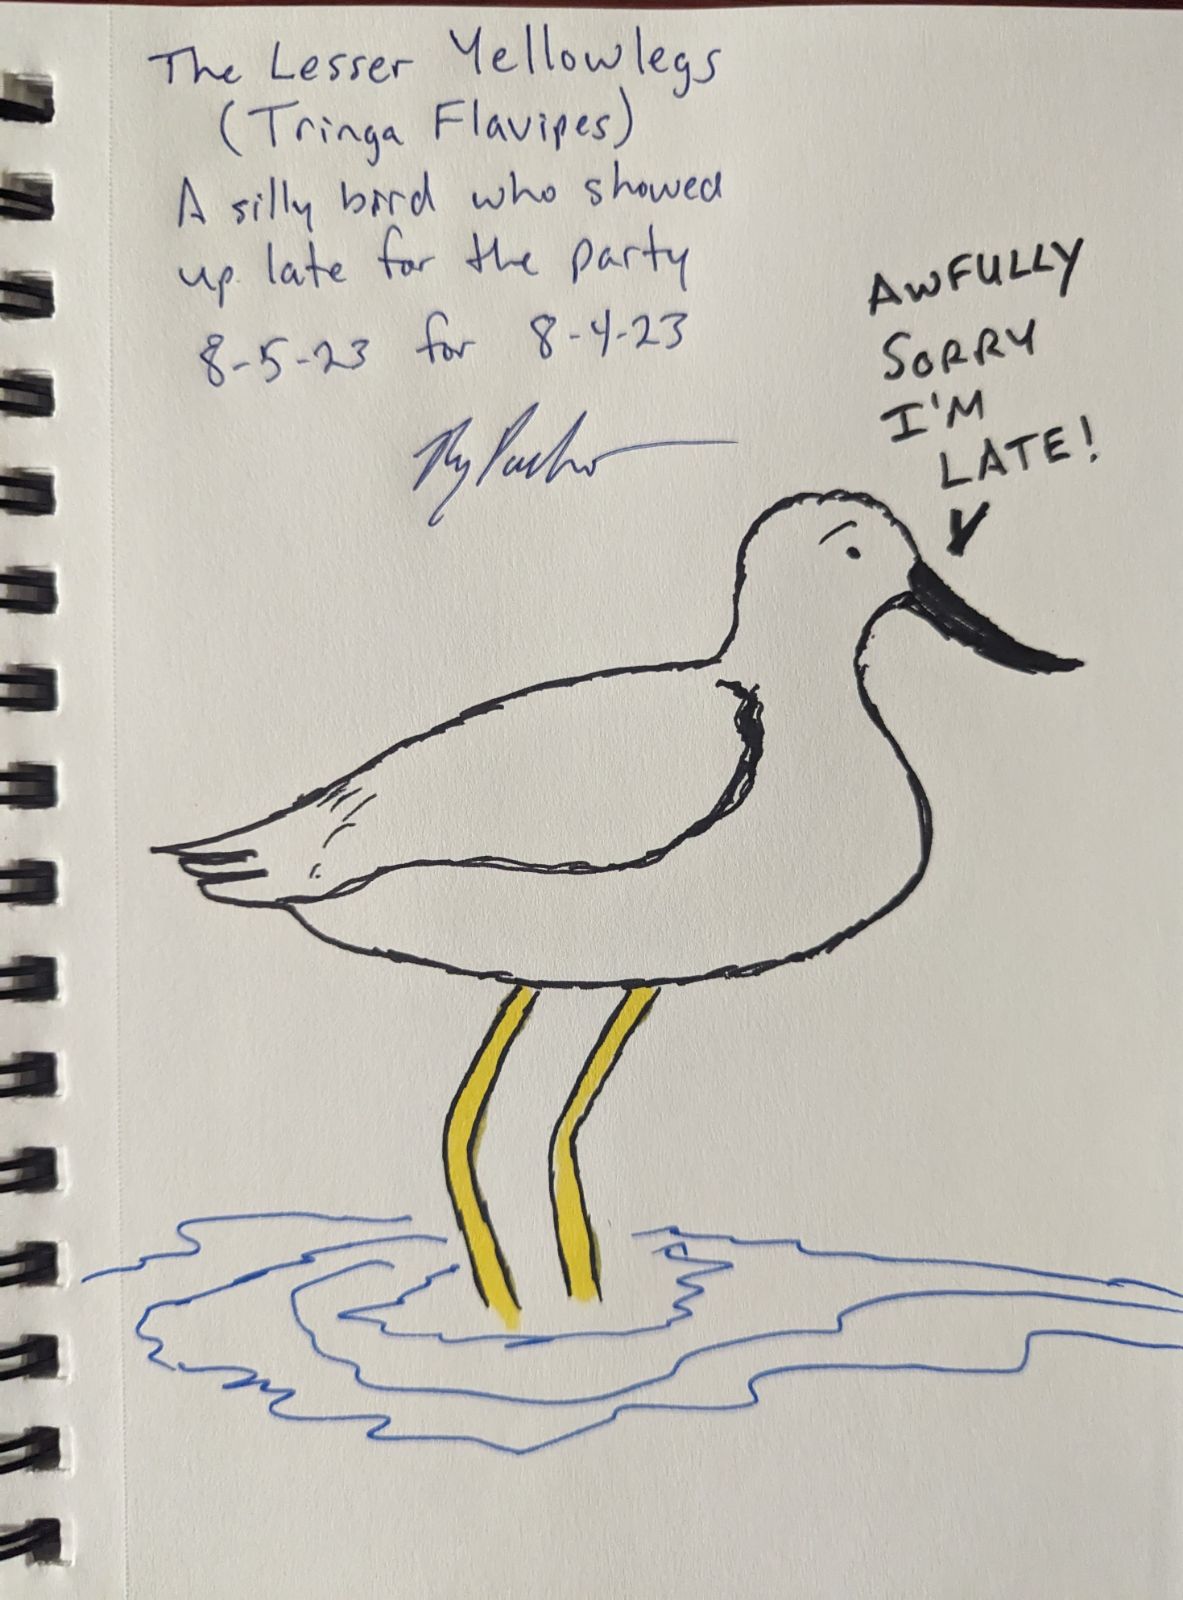 The Lesser Yellowlegs
(Tringa Flavipes)
A silly bird who showed
up late for the party
8-5-23 for 8-4-23
AWFULLY
SORRY
I'M
LATE!